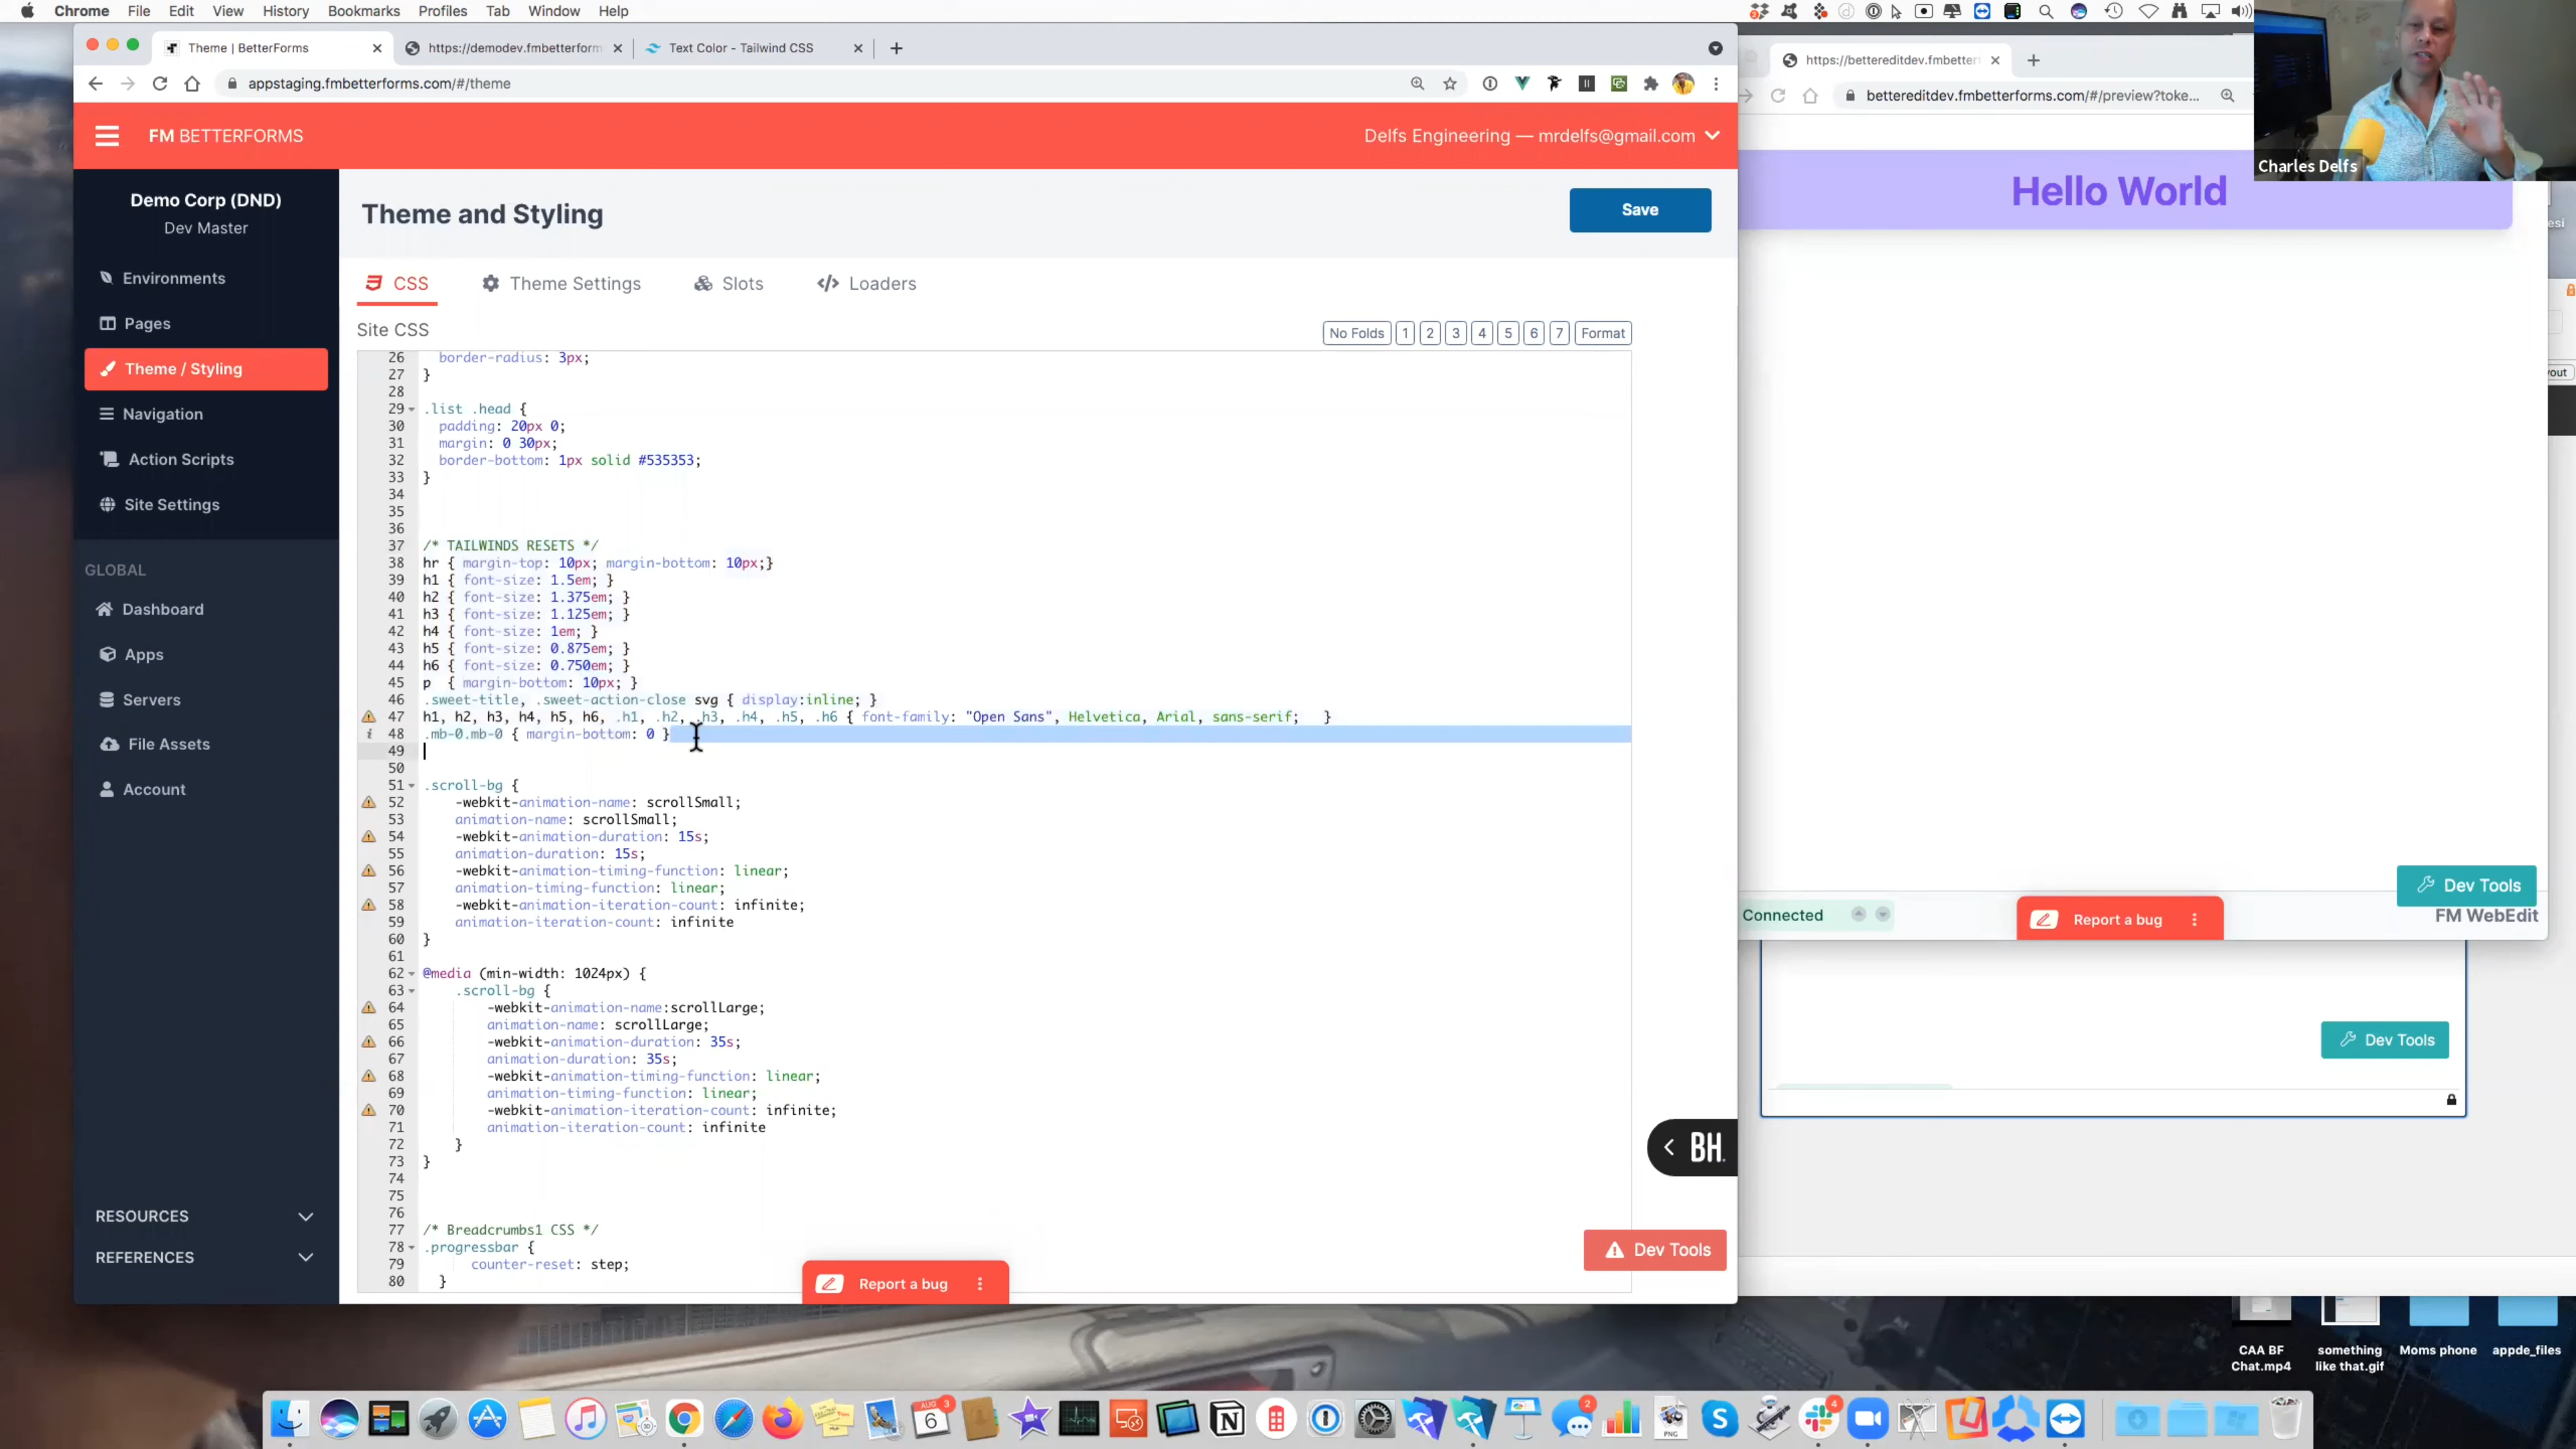 Chrome File Edit View History Bookmarks Profiles Tab Window Help
Theme | BetterForms
https://demodev.fmbetterform
Text Color - Tailwind CSS
https://bettereditdev.fmbetter
appstaging.fmbetterforms.com/#/theme
bettereditdev.fmbetterforms.com/#/preview?toke...
FM BETTERFORMS
Delfs Engineering — mrdelfs@gmail.com
Charles Delfs
Hello World
Demo Corp (DND)
Dev Master
Environments
Pages
Theme / Styling
Navigation
Action Scripts
Site Settings
GLOBAL
Dashboard
Apps
Servers
File Assets
Account
RESOURCES
REFERENCES
Theme and Styling
Save
CSS
Theme Settings
Slots
Loaders
Site CSS
No Folds 1 2 3 4 5 6 7 Format
26 border-radius: 3px;
27 }
28
29 .list .head {
30 padding: 20px 0;
31 margin: 0 30px;
32 border-bottom: 1px solid #535353;
33 }
34
35
36
37 /* TAILWINDS RESETS */
38 hr { margin-top: 10px; margin-bottom: 10px;}
39 h1 { font-size: 1.5em; }
40 h2 { font-size: 1.375em; }
41 h3 { font-size: 1.125em; }
42 h4 { font-size: 1em; }
43 h5 { font-size: 0.875em; }
44 h6 { font-size: 0.750em; }
45 p { margin-bottom: 10px; }
46 .sweet-title, .sweet-action-close svg { display:inline; }
47 h1, h2, h3, h4, h5, h6, .h1, .h2, .h3, .h4, .h5, .h6 { font-family: "Open Sans", Helvetica, Arial, sans-serif; }
48 .mb-0.mb-0 { margin-bottom: 0 }
49
50
51 .scroll-bg {
52 -webkit-animation-name: scrollSmall;
53 animation-name: scrollSmall;
54 -webkit-animation-duration: 15s;
55 animation-duration: 15s;
56 -webkit-animation-timing-function: linear;
57 animation-timing-function: linear;
58 -webkit-animation-iteration-count: infinite;
59 animation-iteration-count: infinite
60 }
61
62 @media (min-width: 1024px) {
63 .scroll-bg {
64 -webkit-animation-name:scrollLarge;
65 animation-name: scrollLarge;
66 -webkit-animation-duration: 35s;
67 animation-duration: 35s;
68 -webkit-animation-timing-function: linear;
69 animation-timing-function: linear;
70 -webkit-animation-iteration-count: infinite;
71 animation-iteration-count: infinite
72 }
73 }
74
75
76
77 /* Breadcrumbs1 CSS */
78 .progressbar {
79 counter-reset: step;
80 }
BH.
Dev Tools
Report a bug
Dev Tools
Connected
Report a bug
FM WebEdit
Dev Tools
esi
out
CAA BF
Chat.mp4
something
like that.gif
Moms phone
appde_files
AUG
6
3
2
4
PNG